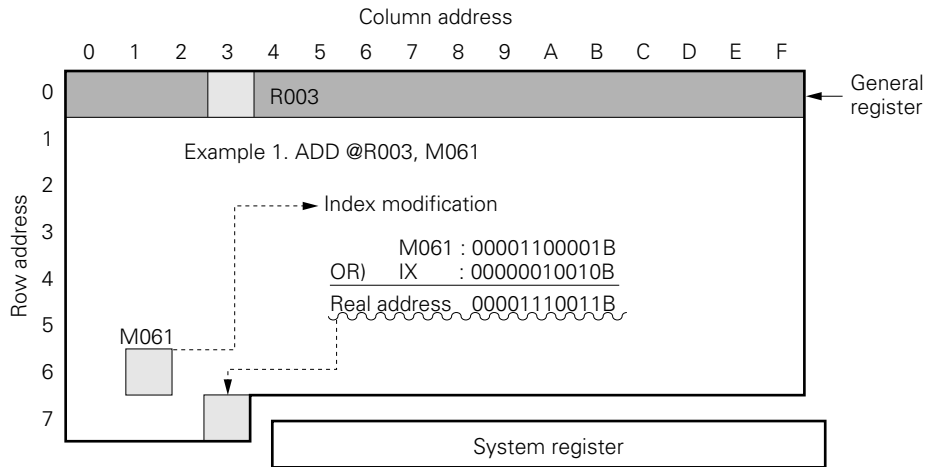 Column address
0 1 2 3 4 5 6 7 8 9 A B C D E F
0 R003
General
register
1
Example 1. ADD @R003, M061
2
Index modification
3
M061 : 00001100001B
4 OR) IX : 00000010010B
Real address 00001110011B
5
M061
6
7
System register
Row address